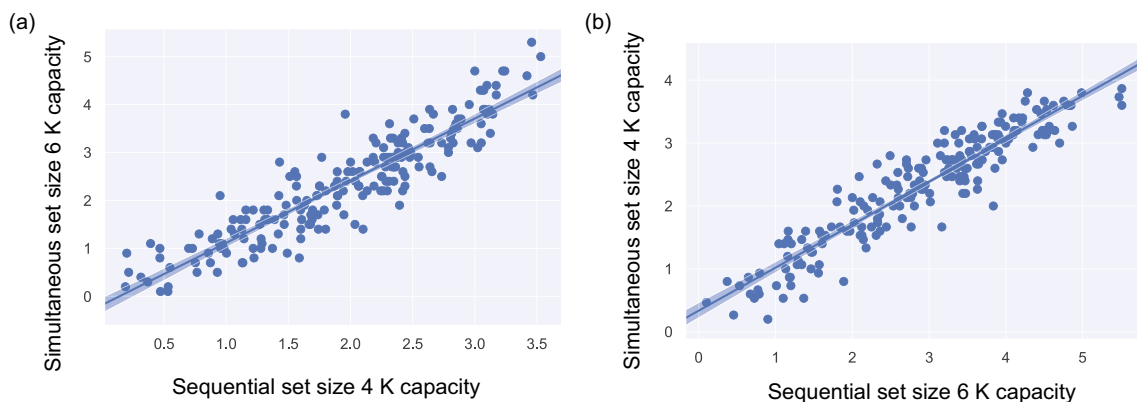 (a)
Simultaneous set size 6 K capacity
5
4
3
2
1
0
0.5 1.0 1.5 2.0 2.5 3.0 3.5
Sequential set size 4 K capacity
(b)
Simultaneous set size 4 K capacity
4
3
2
1
0
0 1 2 3 4 5
Sequential set size 6 K capacity